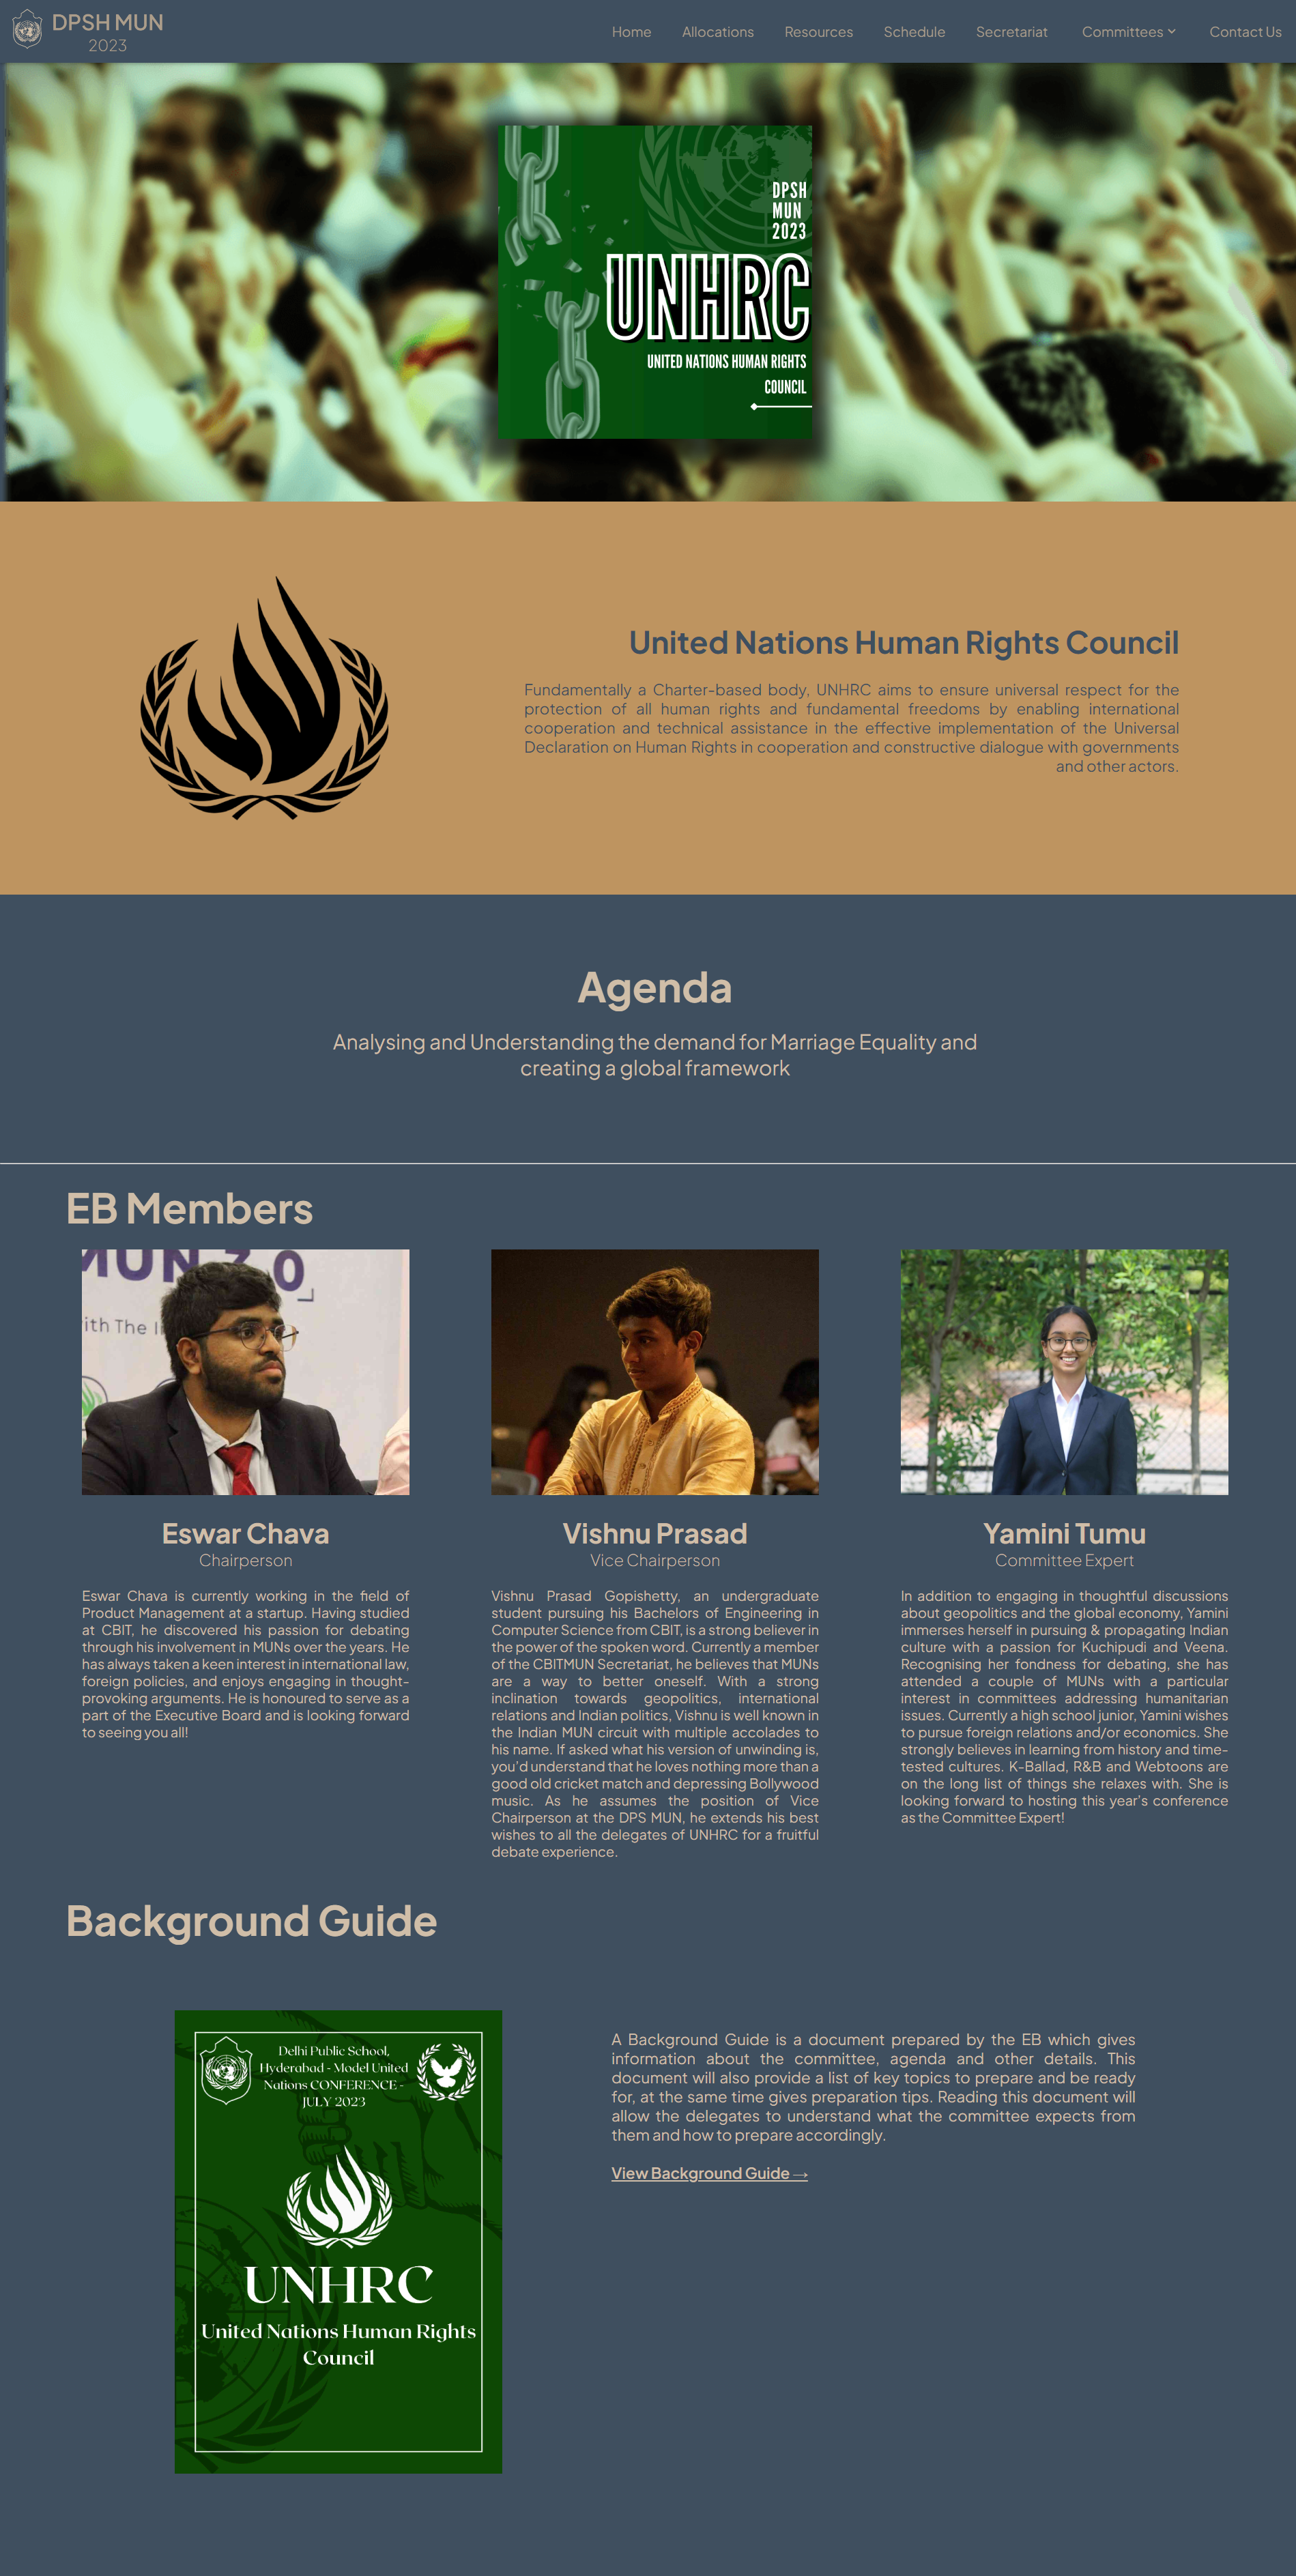 DPSH MUN
2023
Home Allocations Resources Schedule Secretariat Committees Contact Us
DPSH
MUN
2023
UNHRC
UNITED NATIONS HUMAN RIGHTS
COUNCIL
United Nations Human Rights Council
Fundamentally a Charter-based body, UNHRC aims to ensure universal respect for the
protection of all human rights and fundamental freedoms by enabling international
cooperation and technical assistance in the effective implementation of the Universal
Declaration on Human Rights in cooperation and constructive dialogue with governments
and other actors.
Agenda
Analysing and Understanding the demand for Marriage Equality and
creating a global framework
EB Members
MUN 3.0
ith The I
Eswar Chava
Chairperson
Eswar Chava is currently working in the field of
Product Management at a startup. Having studied
at CBIT, he discovered his passion for debating
through his involvement in MUNs over the years. He
has always taken a keen interest in international law,
foreign policies, and enjoys engaging in thought-
provoking arguments. He is honoured to serve as a
part of the Executive Board and is looking forward
to seeing you all!
Vishnu Prasad
Vice Chairperson
Vishnu Prasad Gopishetty, an undergraduate
student pursuing his Bachelors of Engineering in
Computer Science from CBIT, is a strong believer in
the power of the spoken word. Currently a member
of the CBITMUN Secretariat, he believes that MUNs
are a way to better oneself. With a strong
inclination towards geopolitics, international
relations and Indian politics, Vishnu is well known in
the Indian MUN circuit with multiple accolades to
his name. If asked what his version of unwinding is,
you'd understand that he loves nothing more than a
good old cricket match and depressing Bollywood
music. As he assumes the position of Vice
Chairperson at the DPS MUN, he extends his best
wishes to all the delegates of UNHRC for a fruitful
debate experience.
Yamini Tumu
Committee Expert
In addition to engaging in thoughtful discussions
about geopolitics and the global economy, Yamini
immerses herself in pursuing & propagating Indian
culture with a passion for Kuchipudi and Veena.
Recognising her fondness for debating, she has
attended a couple of MUNs with a particular
interest in committees addressing humanitarian
issues. Currently a high school junior, Yamini wishes
to pursue foreign relations and/or economics. She
strongly believes in learning from history and time-
tested cultures. K-Ballad, R&B and Webtoons are
on the long list of things she relaxes with. She is
looking forward to hosting this year's conference
as the Committee Expert!
Background Guide
Delhi Public School,
Hyderabad - Model United
Nations CONFERENCE -
JULY 2023
UNHRC
United Nations Human Rights
Council
A Background Guide is a document prepared by the EB which gives
information about the committee, agenda and other details. This
document will also provide a list of key topics to prepare and be ready
for, at the same time gives preparation tips. Reading this document will
allow the delegates to understand what the committee expects from
them and how to prepare accordingly.
View Background Guide →